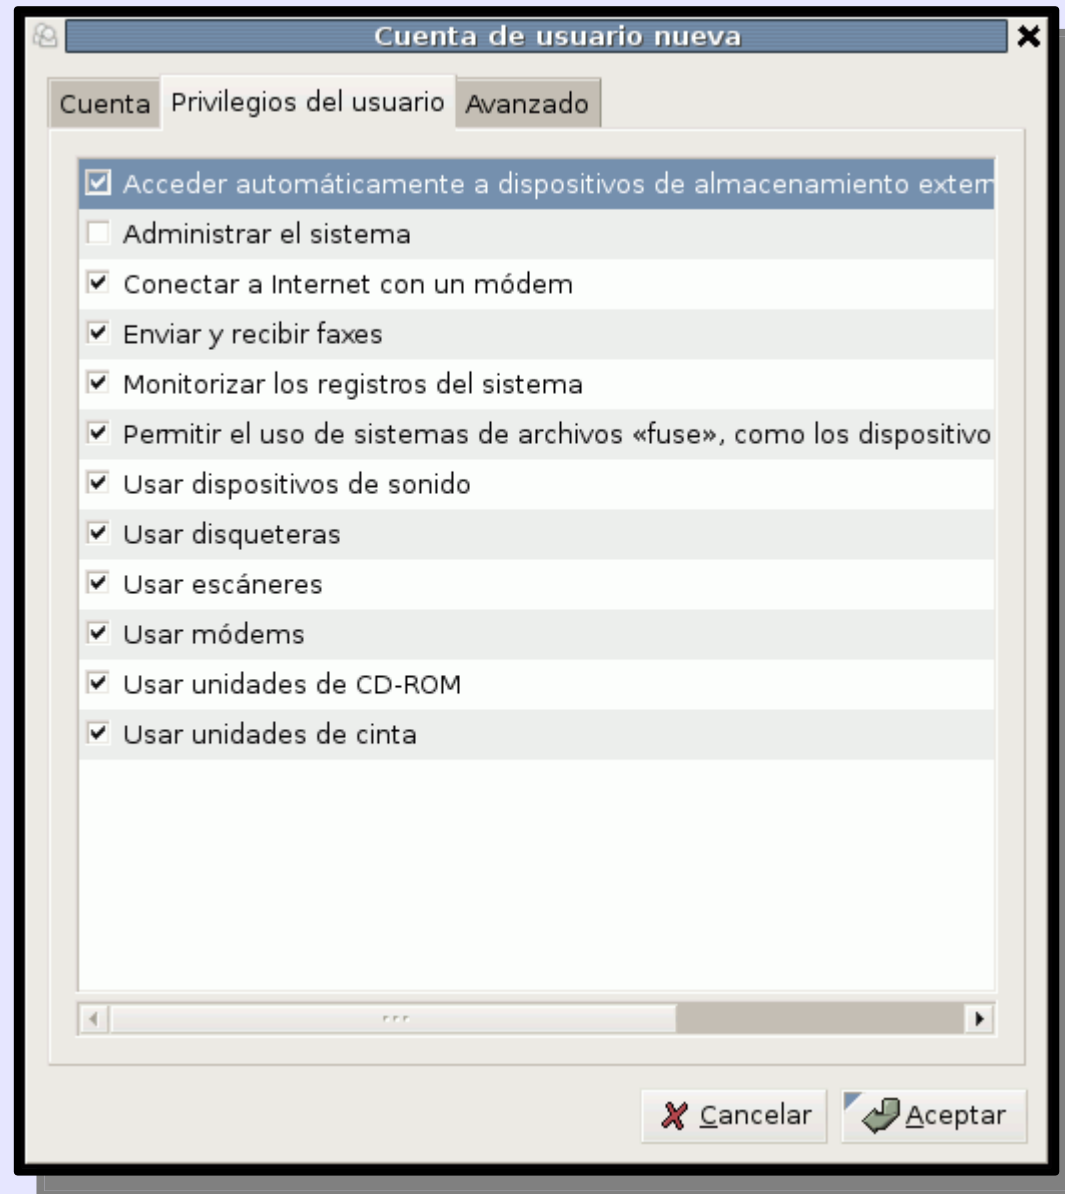 Cuenta de usuario nueva
Cuenta Privilegios del usuario Avanzado
Acceder automáticamente a dispositivos de almacenamiento
Administrar el sistema
Conectar a Internet con un módem
Enviar y recibir faxes
Monitorizar los registros del sistema
Permitir el uso de sistemas de archivos «fuse», como los dispositivo
Usar dispositivos de sonido
Usar disqueteras
Usar escáneres
Usar módems
Usar unidades de CD-ROM
Usar unidades de cinta
Cancelar Aceptar